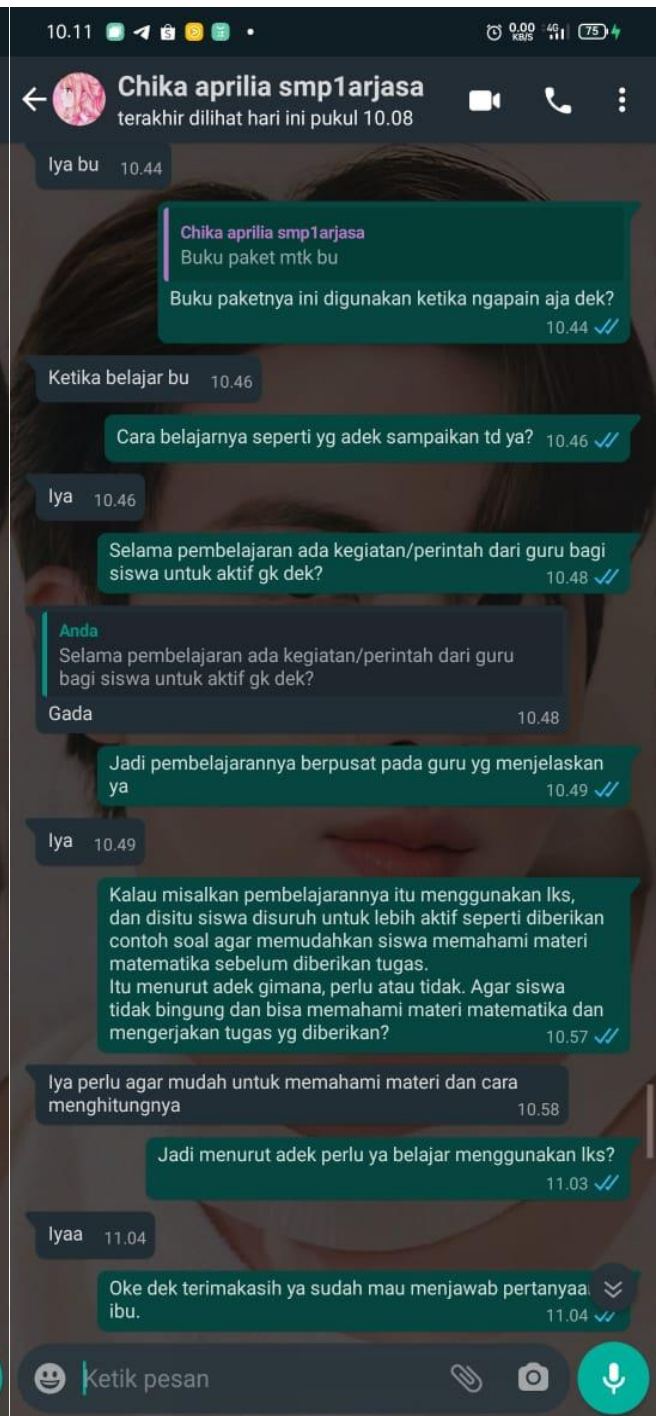 10.11
0.00 KB/S 4G 75
Chika aprilia smp1arjasa
terakhir dilihat hari ini pukul 10.08
Iya bu 10.44
Chika aprilia smp1arjasa
Buku paket mtk bu
Buku paketnya ini digunakan ketika ngapain aja dek?
10.44
Ketika belajar bu 10.46
Cara belajarnya seperti yg adek sampaikan td ya? 10.46
Iya 10.46
Selama pembelajaran ada kegiatan/perintah dari guru bagi
siswa untuk aktif gk dek? 10.48
Anda
Selama pembelajaran ada kegiatan/perintah dari guru
bagi siswa untuk aktif gk dek?
Gada 10.48
Jadi pembelajarannya berpusat pada guru yg menjelaskan
ya 10.49
Iya 10.49
Kalau misalkan pembelajarannya itu menggunakan lks,
dan disitu siswa disuruh untuk lebih aktif seperti diberikan
contoh soal agar memudahkan siswa memahami materi
matematika sebelum diberikan tugas.
Itu menurut adek gimana, perlu atau tidak. Agar siswa
tidak bingung dan bisa memahami materi matematika dan
mengerjakan tugas yg diberikan? 10.57
Iya perlu agar mudah untuk memahami materi dan cara
menghitungnya 10.58
Jadi menurut adek perlu ya belajar menggunakan lks?
11.03
Iyaa 11.04
Oke dek terimakasih ya sudah mau menjawab
ibu. 11.04
Ketik pesan